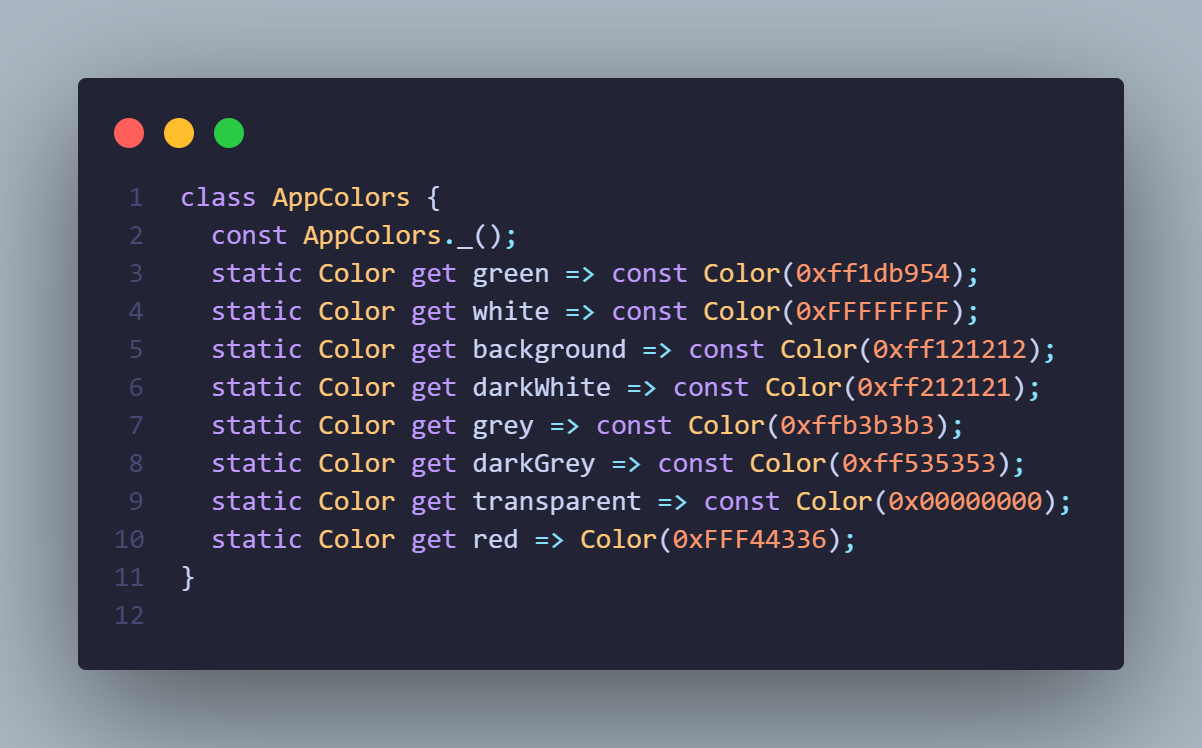 1 class AppColors {
2   const AppColors._();
3   static Color get green => const Color(0xff1db954);
4   static Color get white => const Color(0xFFFFFFFF);
5   static Color get background => const Color(0xff121212);
6   static Color get darkWhite => const Color(0xff212121);
7   static Color get grey => const Color(0xffb3b3b3);
8   static Color get darkGrey => const Color(0xff535353);
9   static Color get transparent => const Color(0x00000000);
10   static Color get red => Color(0xFFF44336);
11 }
12